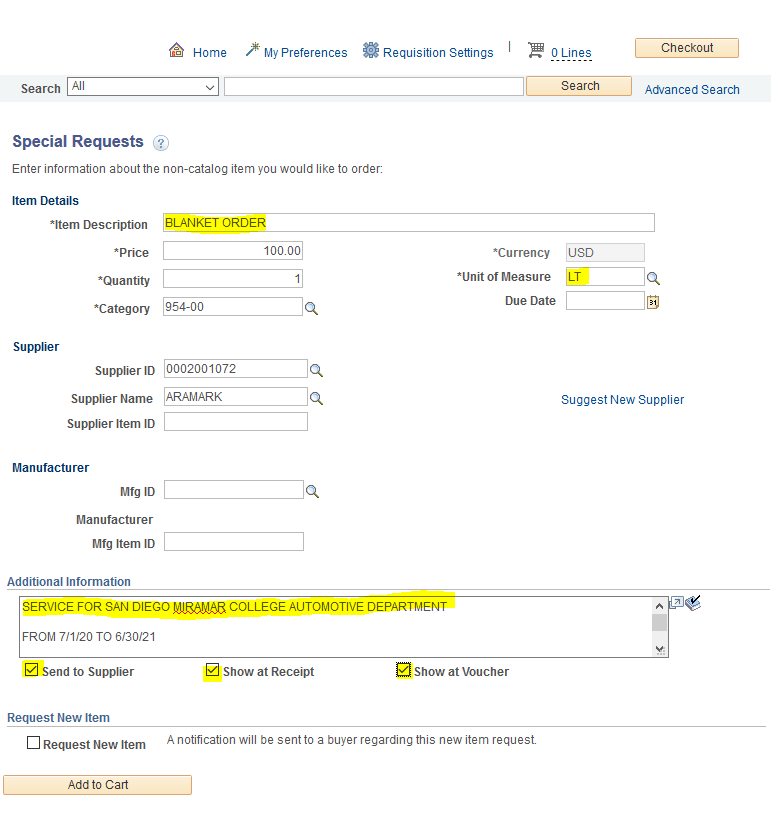 Home My Preferences Requisition Settings 0 Lines Checkout
Search All Search Advanced Search
Special Requests ?
Enter information about the non-catalog item you would like to order:
Item Details
*Item Description BLANKET ORDER
*Price 100.00 *Currency USD
*Quantity 1 *Unit of Measure LT
*Category 954-00 Due Date 31
Supplier
Supplier ID 0002001072
Supplier Name ARAMARK Suggest New Supplier
Supplier Item ID
Manufacturer
Mfg ID
Manufacturer
Mfg Item ID
Additional Information
SERVICE FOR SAN DIEGO MIRAMAR COLLEGE AUTOMOTIVE DEPARTMENT
FROM 7/1/20 TO 6/30/21
Send to Supplier Show at Receipt Show at Voucher
Request New Item
Request New Item A notification will be sent to a buyer regarding this new item request.
Add to Cart